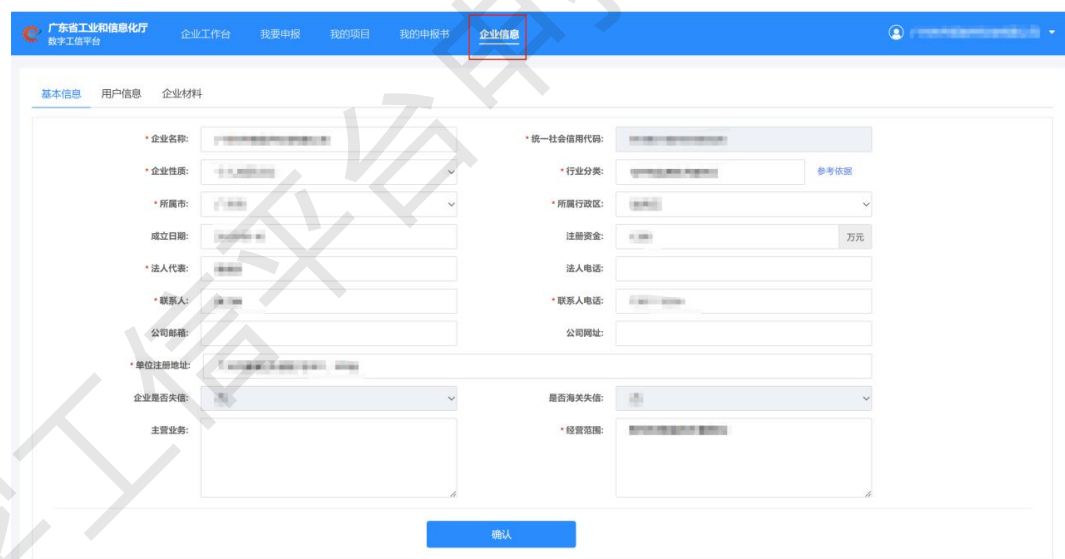 广东省工业和信息化厅
数字工信平台
企业工作台 我要申报 我的项目 我的申报书 企业信息
基本信息 用户信息 企业材料
* 企业名称: * 统一社会信用代码:
* 企业性质: * 行业分类: 参考依据
* 所属市: * 所属行政区:
成立日期: 注册资金: 万元
* 法人代表: 法人电话:
* 联系人: * 联系人电话:
公司邮箱: 公司网址:
* 单位注册地址:
企业是否失信: 是否海关失信:
主营业务: * 经营范围:
确认
工信平台申